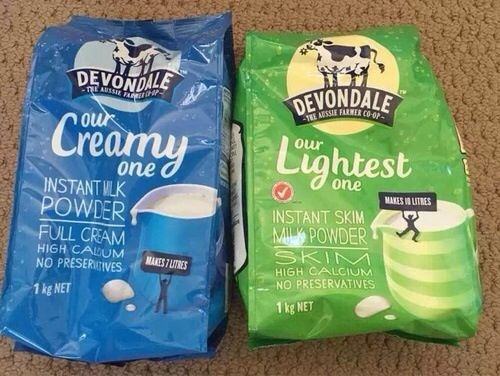 DEVONDALE
- THE AUSSIE FARMER CO-OP -
our
Creamy
one
INSTANT MILK
POWDER
FULL CREAM
HIGH CALCIUM
NO PRESERVATIVES
MAKES 7 LITRES
1 kg NET
DEVONDALE™
- THE AUSSIE FARMER CO-OP -
our
Lightest
one
MAKES 10 LITRES
INSTANT SKIM
MILK POWDER
SKIM
HIGH CALCIUM
NO PRESERVATIVES
1 kg NET